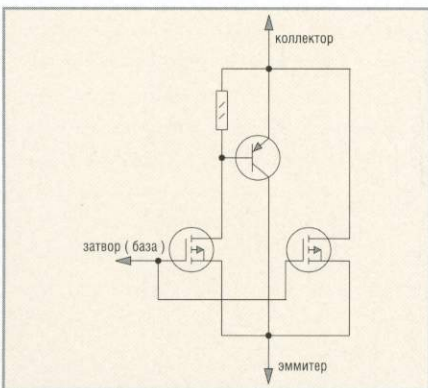 коллектор
затвор ( база )
эммитер